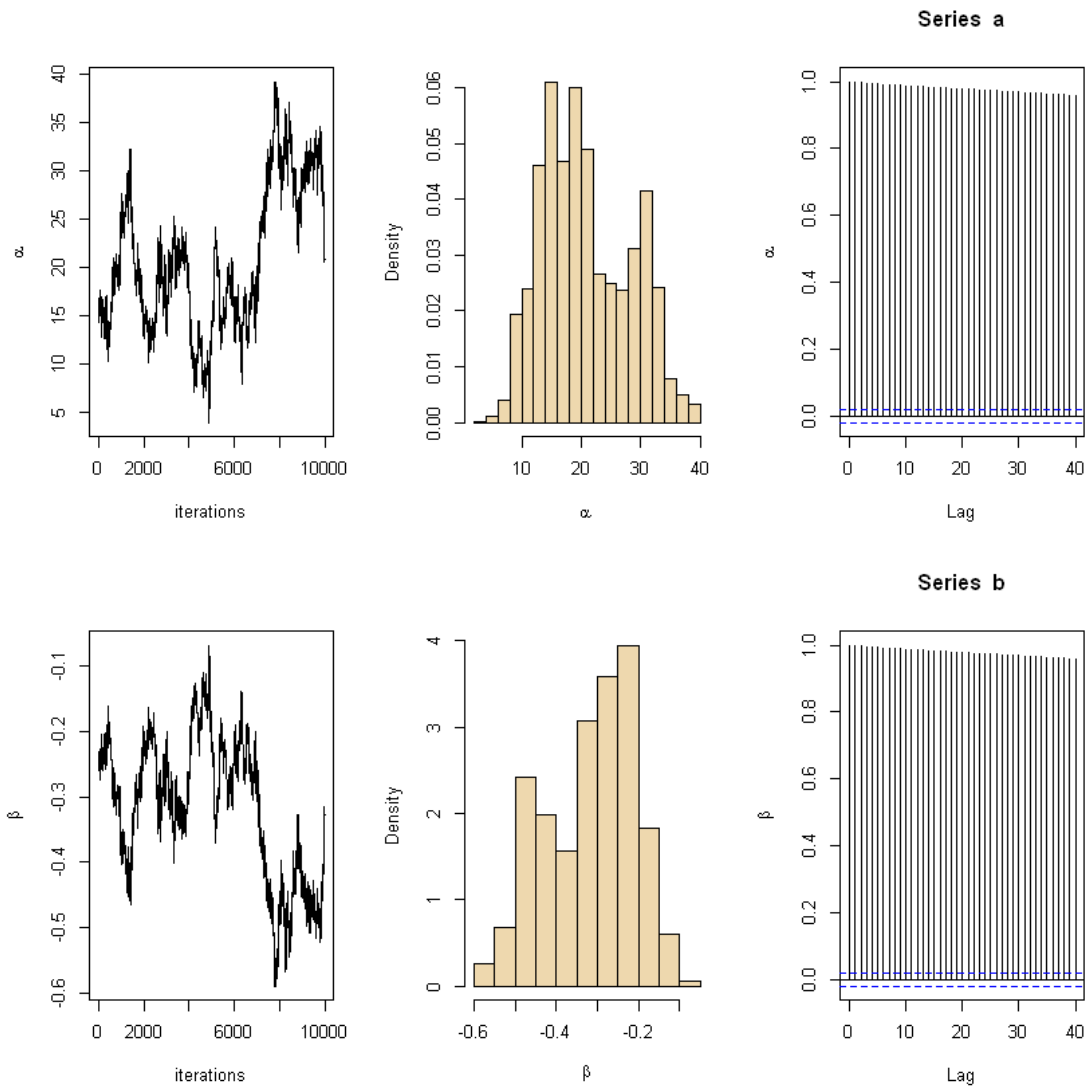 Series a
α
40
35
30
25
20
15
10
5
0 2000 6000 10000
iterations
Density
0.06
0.05
0.04
0.03
0.02
0.01
0.00
10 20 30 40
α
α
1.0
0.8
0.6
0.4
0.2
0.0
0 10 20 30 40
Lag
Series b
β
-0.1
-0.2
-0.3
-0.4
-0.5
-0.6
0 2000 6000 10000
iterations
Density
4
3
2
1
0
-0.6 -0.4 -0.2
β
β
1.0
0.8
0.6
0.4
0.2
0.0
0 10 20 30 40
Lag